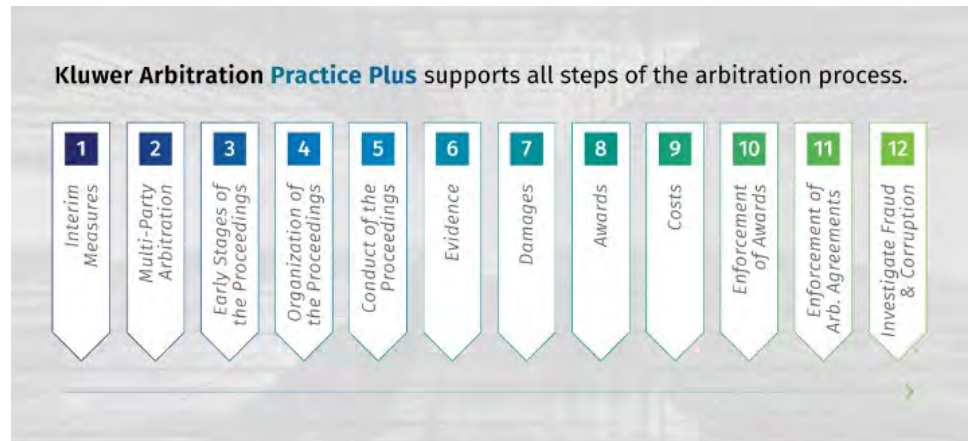 Kluwer Arbitration Practice Plus supports all steps of the arbitration process.
1
Interim
Measures
2
Multi-Party
Arbitration
3
Early Stages of
the Proceedings
4
Organization of
the Proceedings
5
Conduct of the
Proceedings
6
Evidence
7
Damages
8
Awards
9
Costs
10
Enforcement
of Awards
11
Enforcement of
Arb. Agreements
12
Investigate Fraud
& Corruption